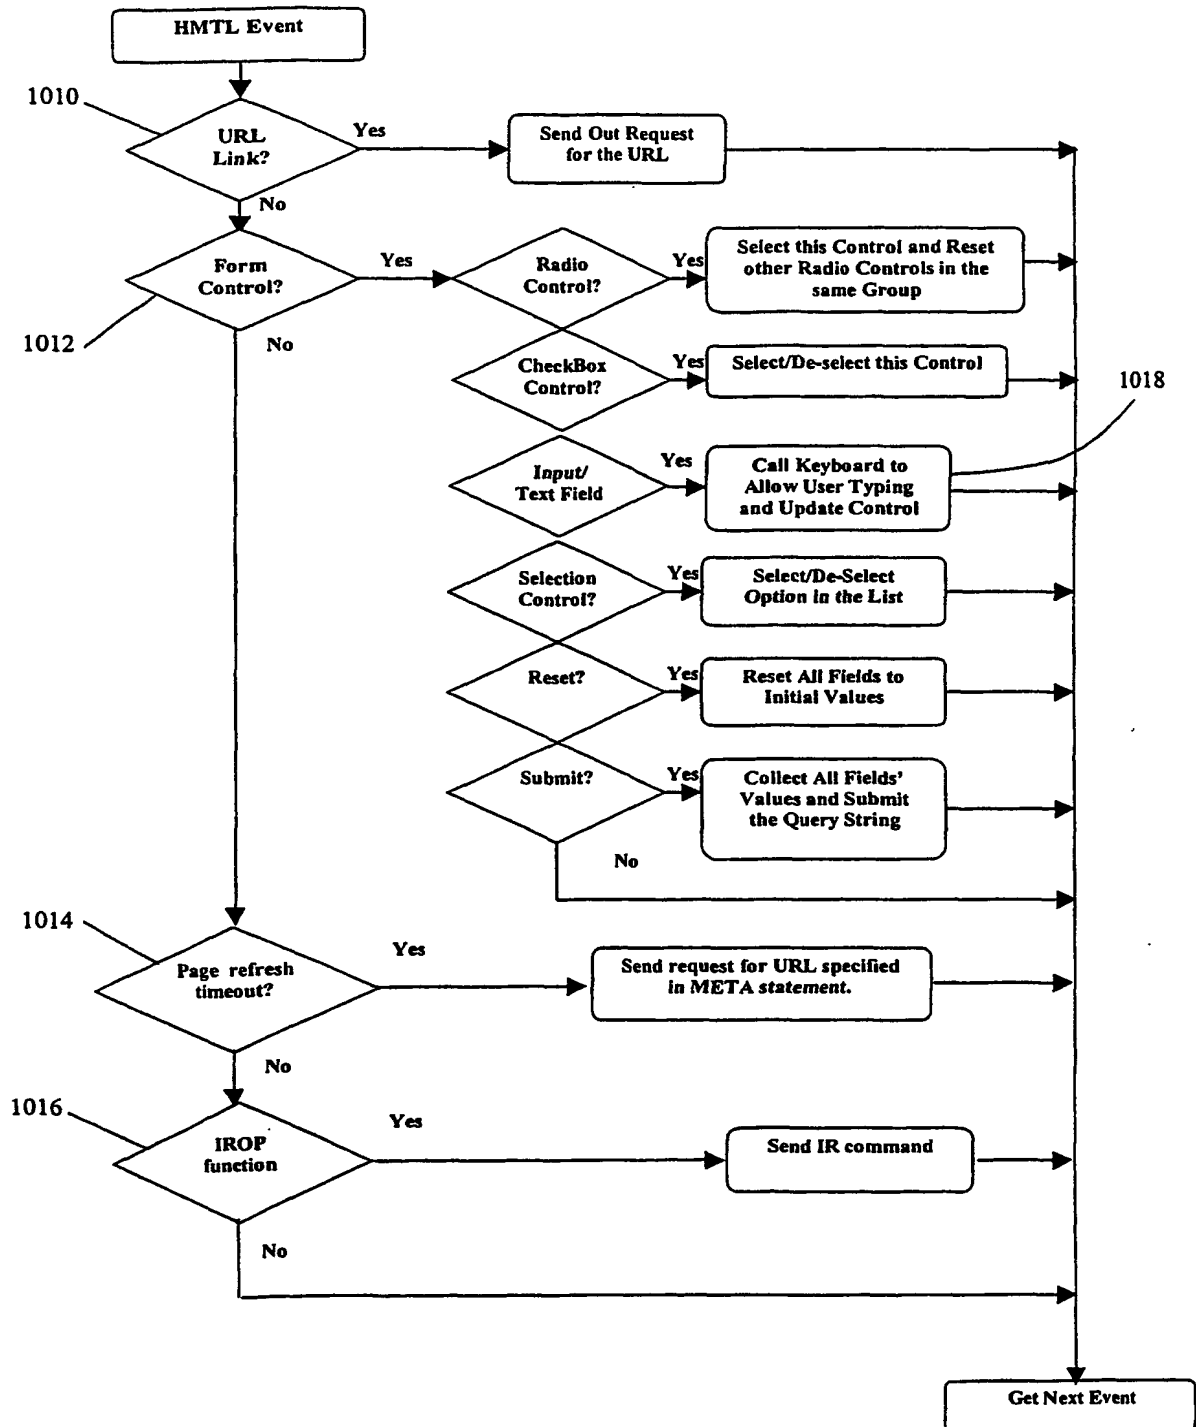 HMTL Event
1010
URL
Link?
Yes
Send Out Request
for the URL
No
Form
Control?
Yes
Radio
Control?
Yes
Select this Control and Reset
other Radio Controls in the
same Group
1012
No
CheckBox
Control?
Yes
Select/De-select this Control
1018
Input/
Text Field
Yes
Call Keyboard to
Allow User Typing
and Update Control
Selection
Control?
Yes
Select/De-Select
Option in the List
Reset?
Yes
Reset All Fields to
Initial Values
Submit?
Yes
Collect All Fields'
Values and Submit
the Query String
No
1014
Page refresh
timeout?
Yes
Send request for URL specified
in META statement.
No
1016
IROP
function
Yes
Send IR command
No
Get Next Event